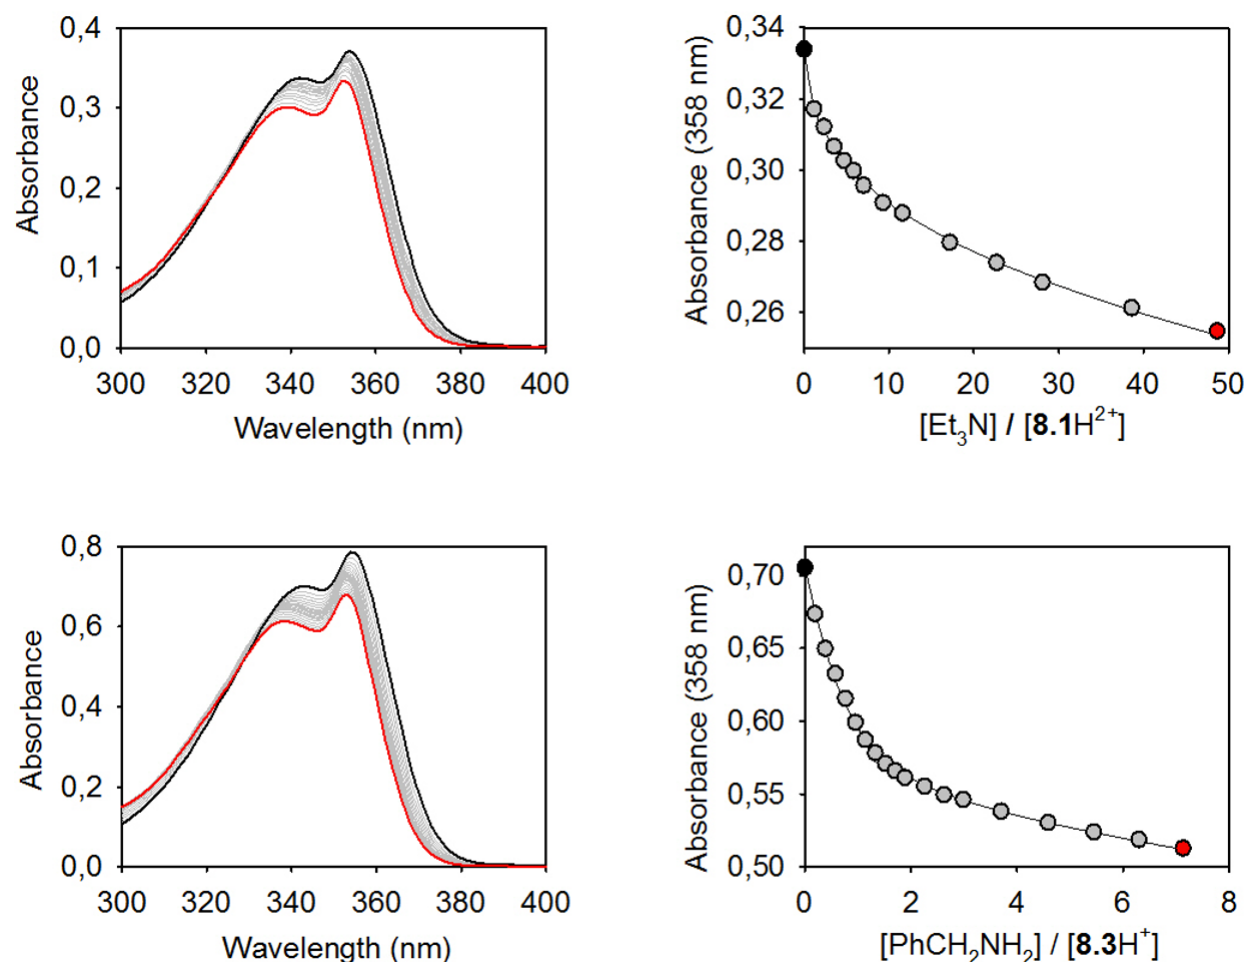 0,4
0,3
0,2
0,1
0,0
Absorbance
300 320 340 360 380 400
Wavelength (nm)
0,34
0,32
0,30
0,28
0,26
Absorbance (358 nm)
0 10 20 30 40 50
[Et₃N] / [8.1H²⁺]
0,8
0,6
0,4
0,2
0,0
Absorbance
300 320 340 360 380 400
Wavelength (nm)
0,70
0,65
0,60
0,55
0,50
Absorbance (358 nm)
0 2 4 6 8
[PhCH₂NH₂] / [8.3H⁺]